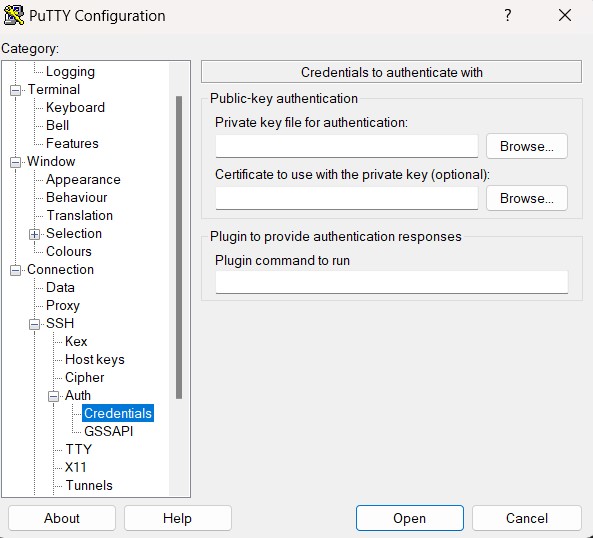 PuTTY Configuration
?
Category:
Logging
Terminal
Keyboard
Bell
Features
Window
Appearance
Behaviour
Translation
Selection
Colours
Connection
Data
Proxy
SSH
Kex
Host keys
Cipher
Auth
Credentials
GSSAPI
TTY
X11
Tunnels
Credentials to authenticate with
Public-key authentication
Private key file for authentication:
Browse...
Certificate to use with the private key (optional):
Browse...
Plugin to provide authentication responses
Plugin command to run
About
Help
Open
Cancel